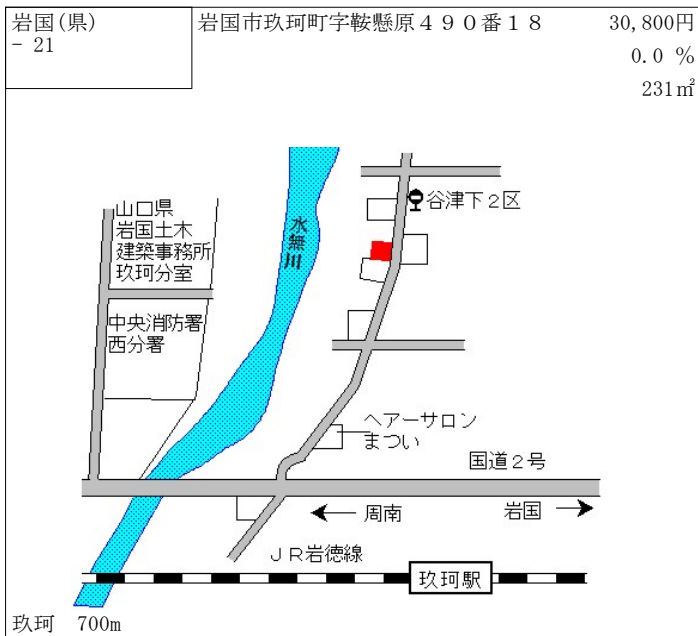 岩国(県)
- 21
岩国市玖珂町字鞍懸原４９０番１８
30,800円
0.0 %
231㎡
谷津下２区
山口県
岩国土木
建築事務所
玖珂分室
水無川
中央消防署
西分署
ヘアーサロン
まつい
国道２号
周南
岩国
ＪＲ岩徳線
玖珂駅
玖珂 700m